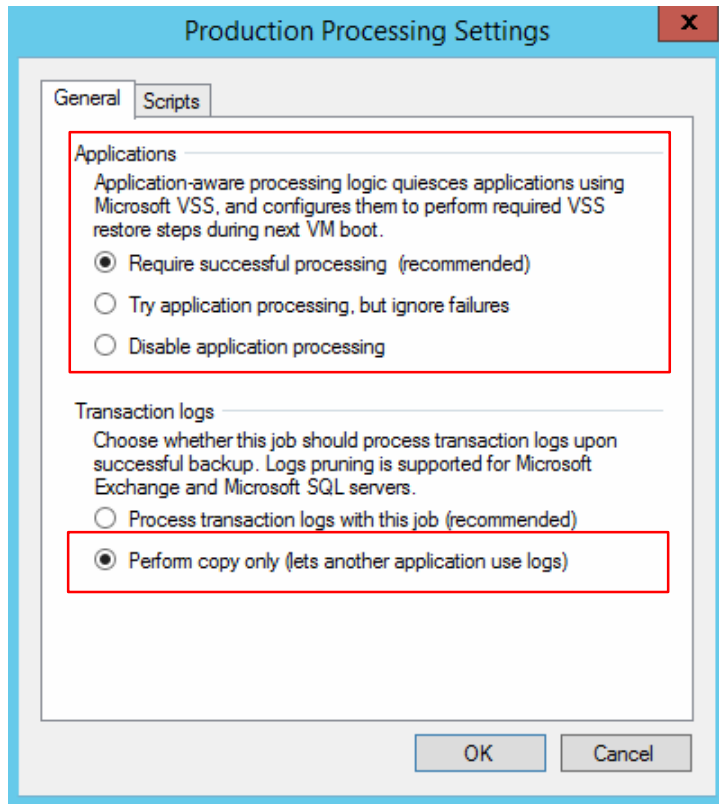 Production Processing Settings
x
General Scripts
Applications
Application-aware processing logic quiesces applications using
Microsoft VSS, and configures them to perform required VSS
restore steps during next VM boot.
Require successful processing (recommended)
Try application processing, but ignore failures
Disable application processing
Transaction logs
Choose whether this job should process transaction logs upon
successful backup. Logs pruning is supported for Microsoft
Exchange and Microsoft SQL servers.
Process transaction logs with this job (recommended)
Perform copy only (lets another application use logs)
OK Cancel